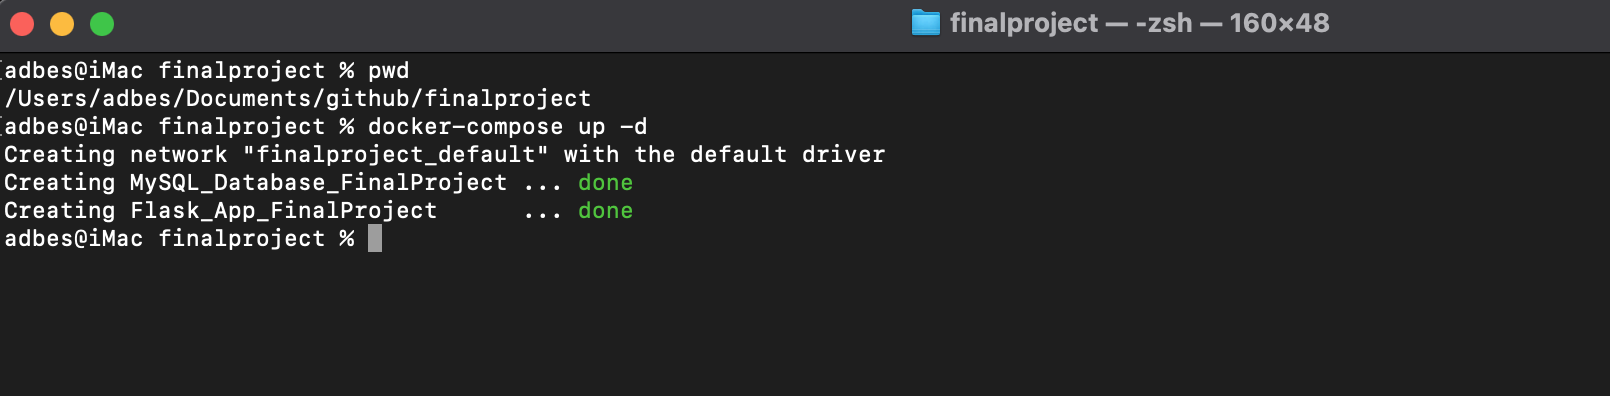 finalproject — -zsh — 160×48
adbes@iMac finalproject % pwd
/Users/adbes/Documents/github/finalproject
adbes@iMac finalproject % docker-compose up -d
Creating network "finalproject_default" with the default driver
Creating MySQL_Database_FinalProject ... done
Creating Flask_App_FinalProject      ... done
adbes@iMac finalproject %